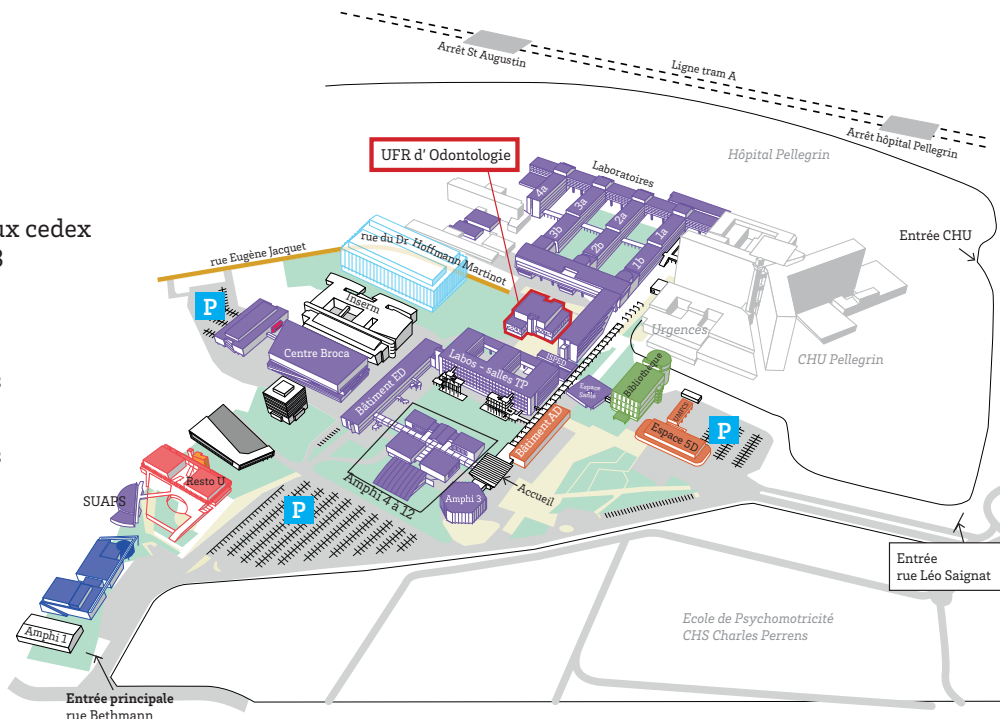 Arrêt St Augustin
Ligne tram A
Arrêt hôpital Pellegrin
Hôpital Pellegrin
UFR d' Odontologie
Laboratoires
4a
3a
2a
1a
3b
2b
1b
ux cedex
3
Entrée CHU
rue du Dr Hoffmann Martinot
rue Eugène Jacquet
P
Inserm
Urgences
CHU Pellegrin
Centre Broca
Labos - salles TP
ISPED
Bibliothèque
Espace Santé
Bâtiment ED
s
Bâtiment AD
Espace 5D
P
s
Resto U
SUAPS
Amphi 4 à 12
Amphi 3
Accueil
P
Entrée
rue Léo Saignat
Ecole de Psychomotricité
CHS Charles Perrens
Amphi 1
Entrée principale
rue Bethmann